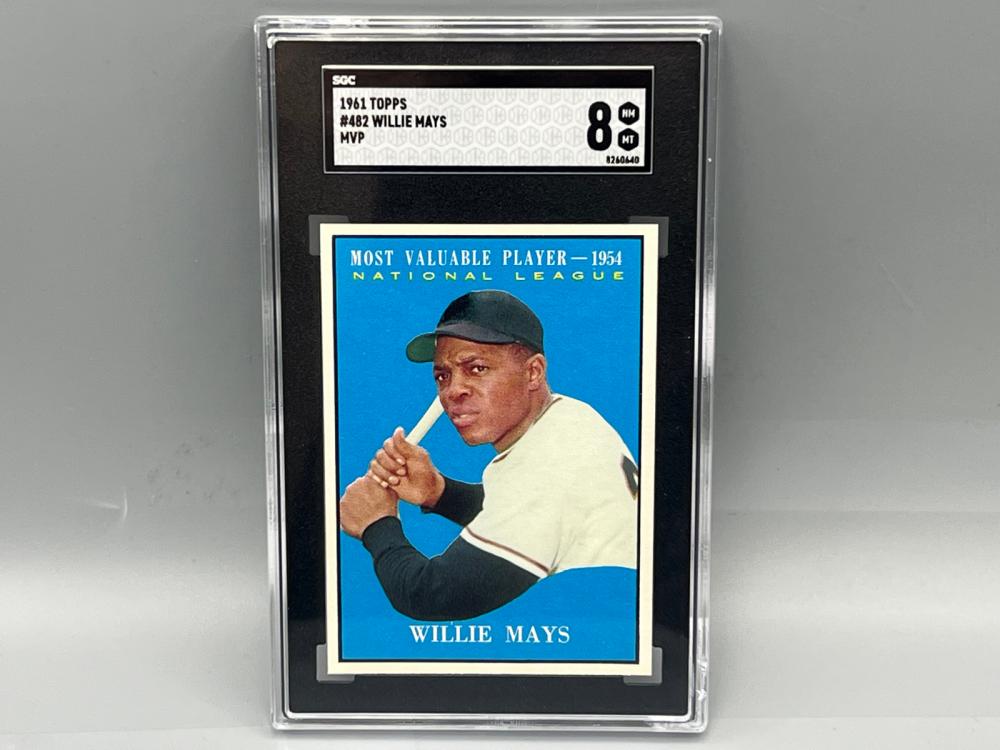 SGC
1961 TOPPS
#482 WILLIE MAYS
MVP
8 NM MT
8260640
MOST VALUABLE PLAYER — 1954
NATIONAL LEAGUE
WILLIE MAYS